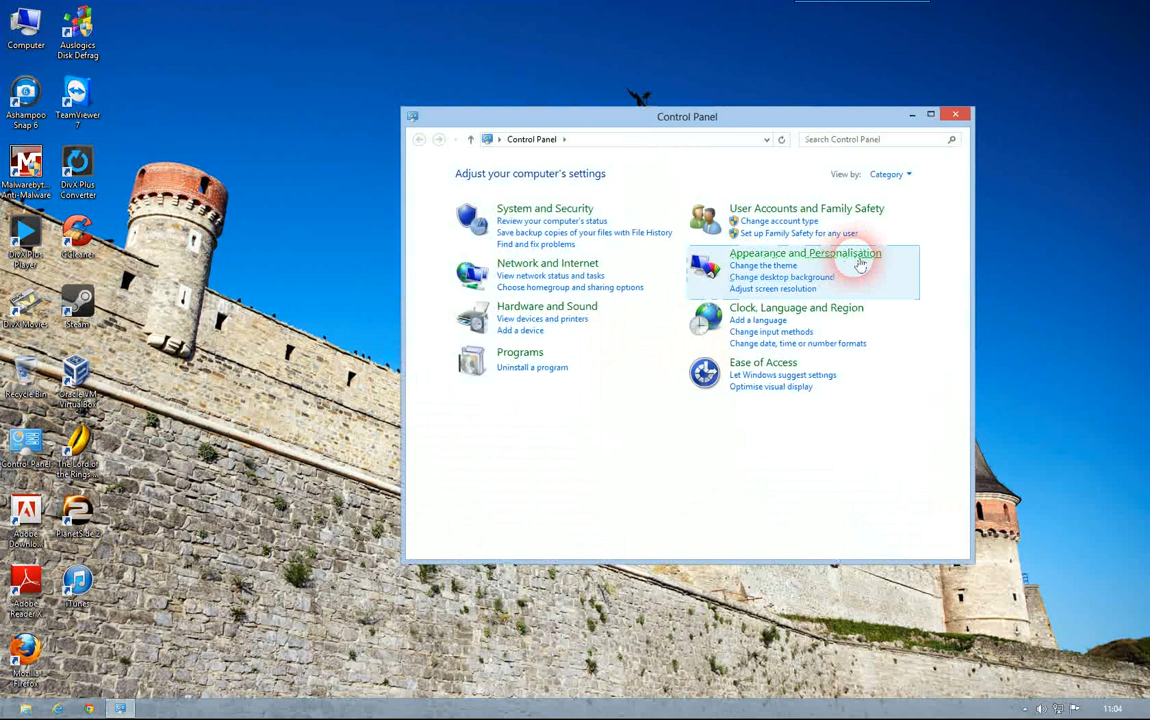 Computer
Auslogics
Disk Defrag
Ashampoo
Snap 6
TeamViewer
7
Malwareby...
Anti-Malware
DivX Plus
Converter
DivX Plus
Player
CCleaner
DivX Movies
Steam
Recycle Bin
Oracle VM
VirtualBox
Control Panel
The Lord of
the Rings ...
Adobe
Downlo...
PlanetSide 2
Adobe
Reader X
iTunes
Mozilla
Firefox
Control Panel
Control Panel
Search Control Panel
Adjust your computer's settings
View by: Category
System and Security
Review your computer's status
Save backup copies of your files with File History
Find and fix problems
Network and Internet
View network status and tasks
Choose homegroup and sharing options
Hardware and Sound
View devices and printers
Add a device
Programs
Uninstall a program
User Accounts and Family Safety
Change account type
Set up Family Safety for any user
Appearance and Personalisation
Change the theme
Change desktop background
Adjust screen resolution
Clock, Language and Region
Add a language
Change input methods
Change date, time or number formats
Ease of Access
Let Windows suggest settings
Optimise visual display
11:04